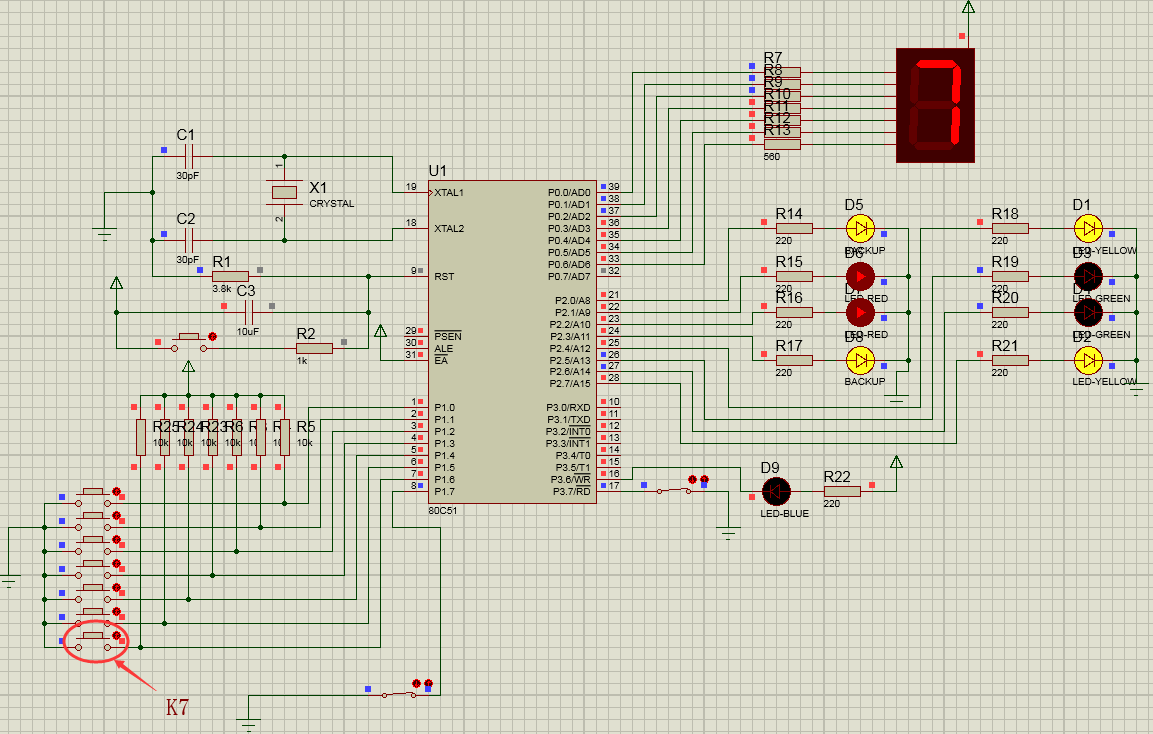 C1
30pF
1
X1
CRYSTAL
2
C2
30pF
R1
3.8k
C3
10uF
R2
1k
U1
19
XTAL1
18
XTAL2
9
RST
29
PSEN
30
ALE
31
EA
1
P1.0
2
P1.1
3
P1.2
4
P1.3
5
P1.4
6
P1.5
7
P1.6
8
P1.7
80C51
P0.0/AD0
39
P0.1/AD1
38
P0.2/AD2
37
P0.3/AD3
36
P0.4/AD4
35
P0.5/AD5
34
P0.6/AD6
33
P0.7/AD7
32
P2.0/A8
21
P2.1/A9
22
P2.2/A10
23
P2.3/A11
24
P2.4/A12
25
P2.5/A13
26
P2.6/A14
27
P2.7/A15
28
P3.0/RXD
10
P3.1/TXD
11
P3.2/INT0
12
P3.3/INT1
13
P3.4/T0
14
P3.5/T1
15
P3.6/WR
16
P3.7/RD
17
R7
R8
R9
R10
R11
R12
R13
560
7
R14
220
D5
BACKUP
R15
220
LED-RED
R16
220
LED-RED
R17
220
D8
BACKUP
R18
220
D1
LED-YELLOW
R19
220
D3
LED-GREEN
R20
220
LED-GREEN
R21
220
D2
LED-YELLOW
D9
LED-BLUE
R22
220
R25
10k
R24
10k
R23
10k
R6
10k
10k
R5
10k
K7